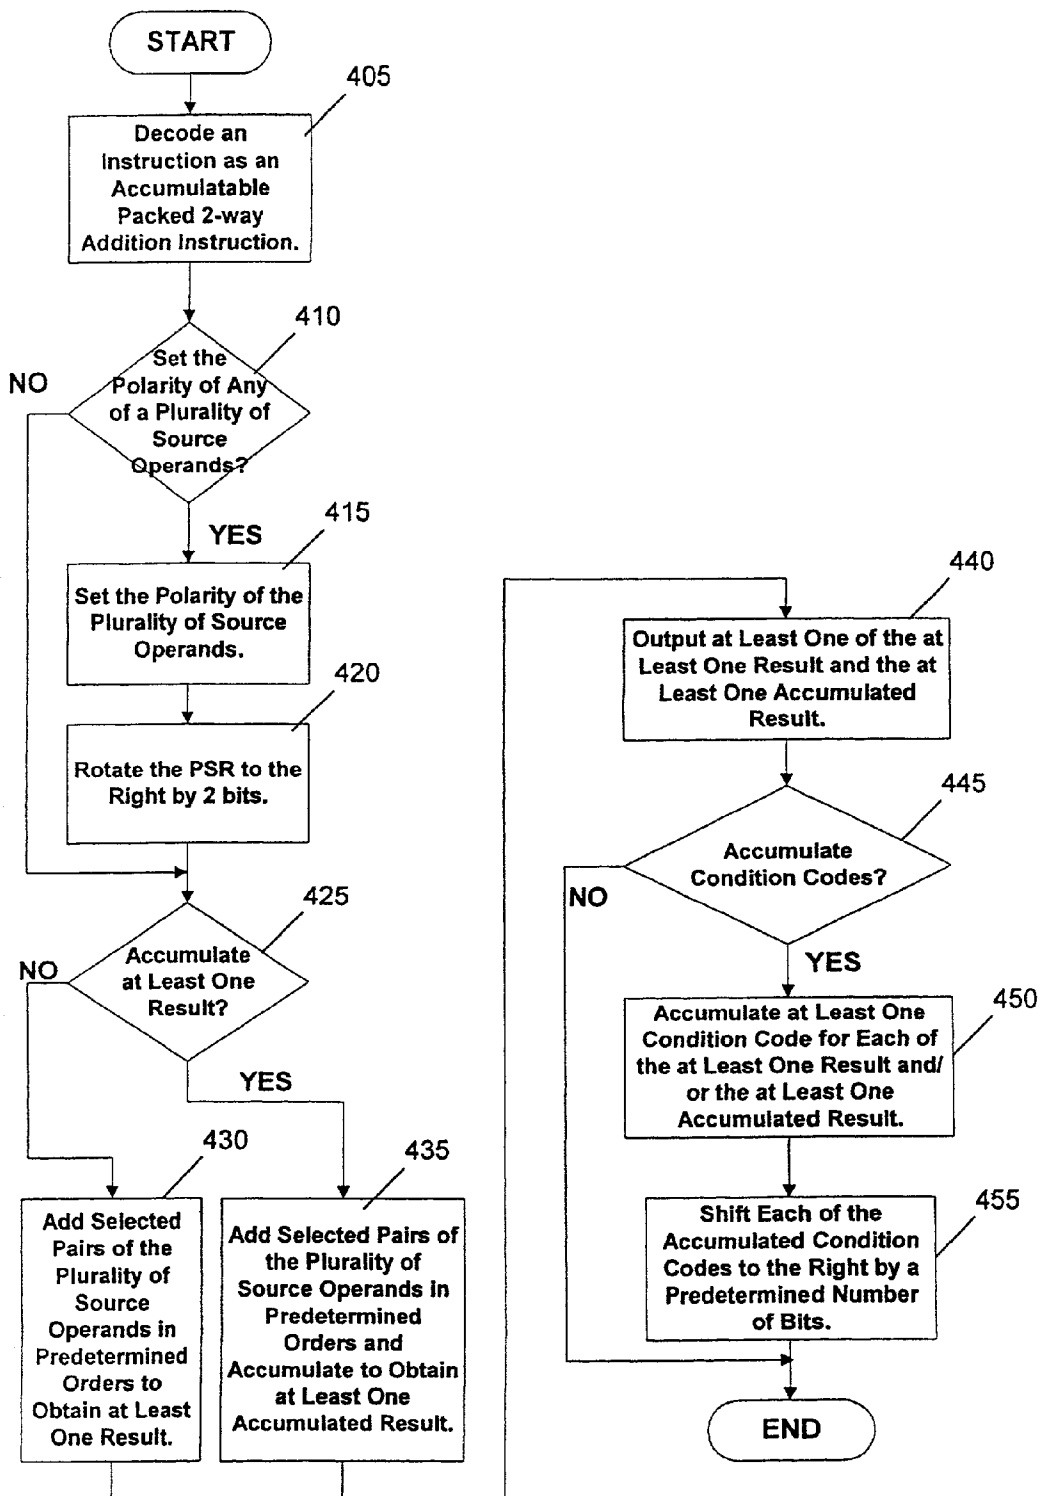 START
405
Decode an
Instruction as an
Accumulatable
Packed 2-way
Addition Instruction.
410
Set the
Polarity of Any
of a Plurality of
Source
Operands?
NO
YES
415
Set the Polarity of the
Plurality of Source
Operands.
420
Rotate the PSR to the
Right by 2 bits.
425
Accumulate
at Least One
Result?
NO
YES
430
Add Selected
Pairs of the
Plurality of
Source
Operands in
Predetermined
Orders to
Obtain at Least
One Result.
435
Add Selected Pairs of
the Plurality of
Source Operands in
Predetermined
Orders and
Accumulate to Obtain
at Least One
Accumulated Result.
440
Output at Least One of the at
Least One Result and the at
Least One Accumulated
Result.
445
Accumulate
Condition Codes?
NO
YES
450
Accumulate at Least One
Condition Code for Each of
the at Least One Result and/
or the at Least One
Accumulated Result.
455
Shift Each of the
Accumulated Condition
Codes to the Right by a
Predetermined Number
of Bits.
END